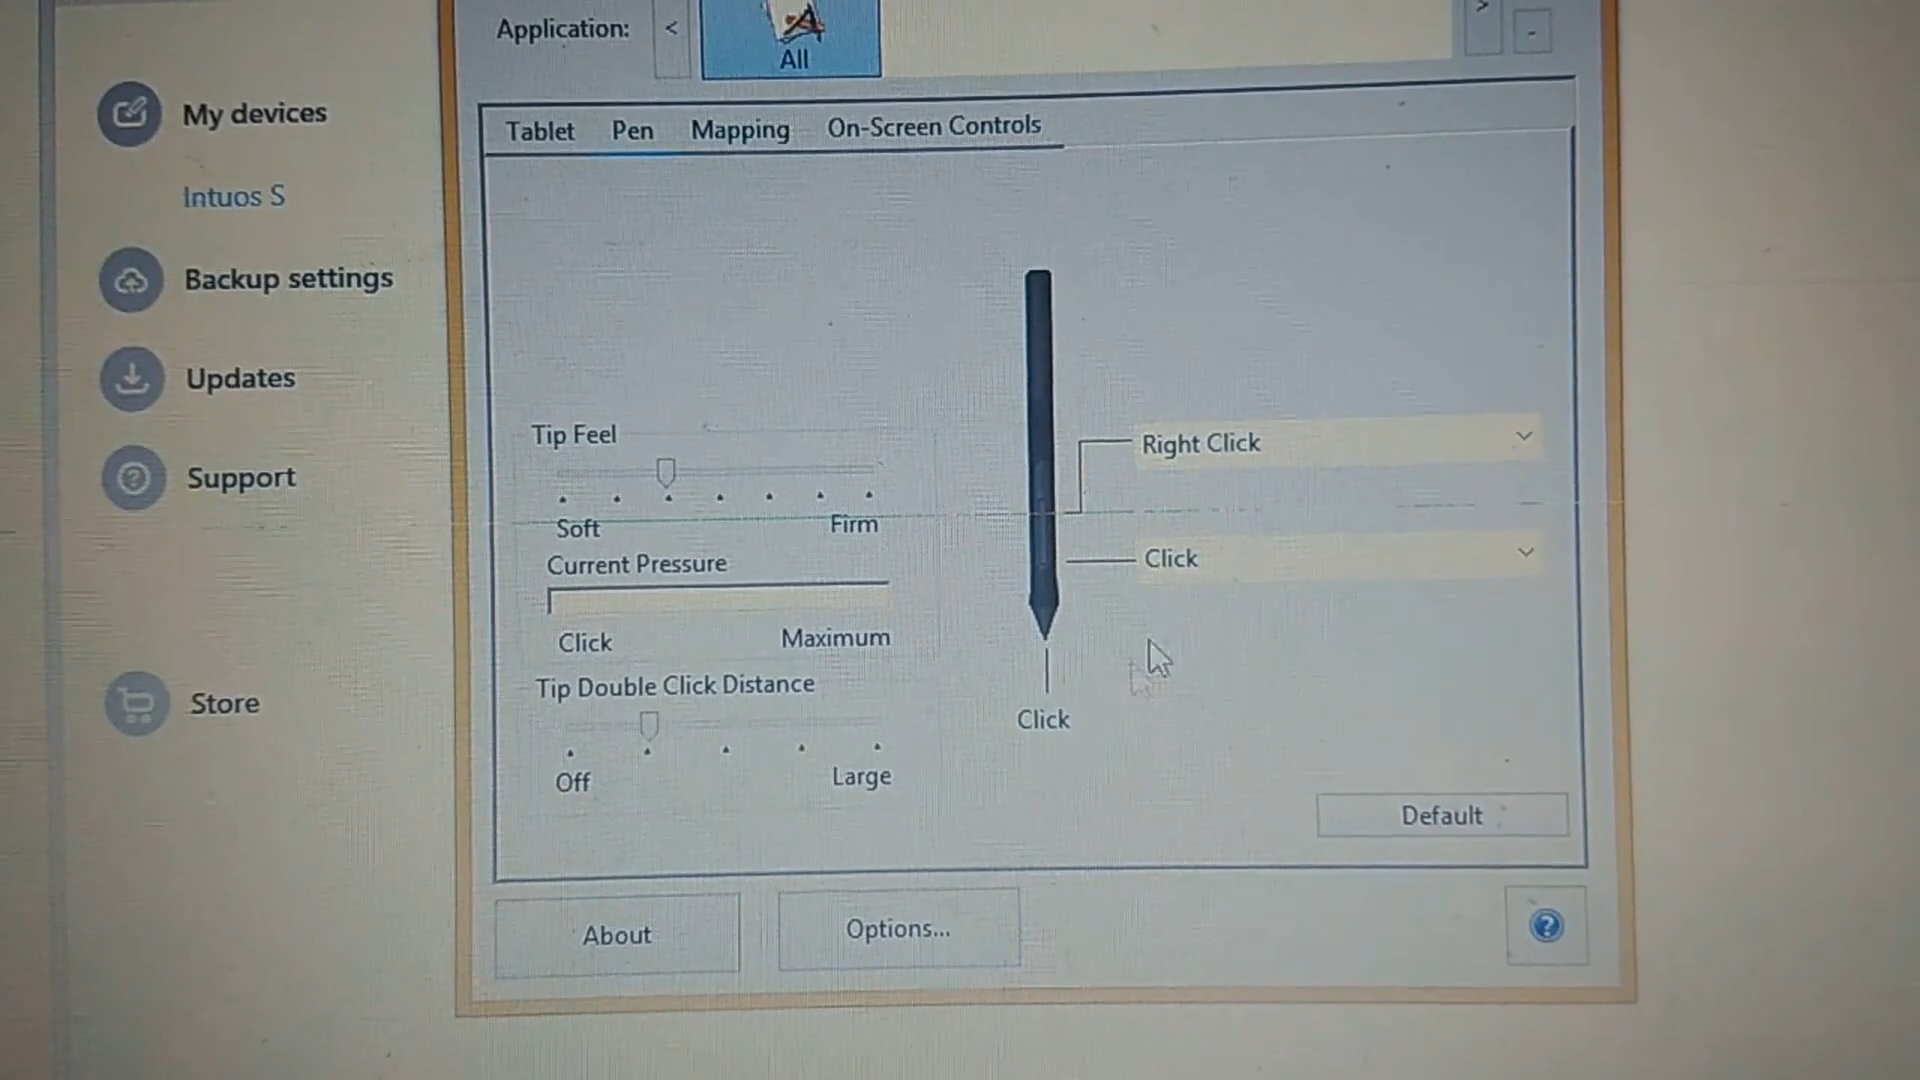 Application:
<
All
>
-
My devices
Intuos S
Backup settings
Updates
Support
Store
Tablet
Pen
Mapping
On-Screen Controls
Tip Feel
Soft
Firm
Current Pressure
Click
Maximum
Tip Double Click Distance
Off
Large
Right Click
Click
Click
Default
About
Options...
?